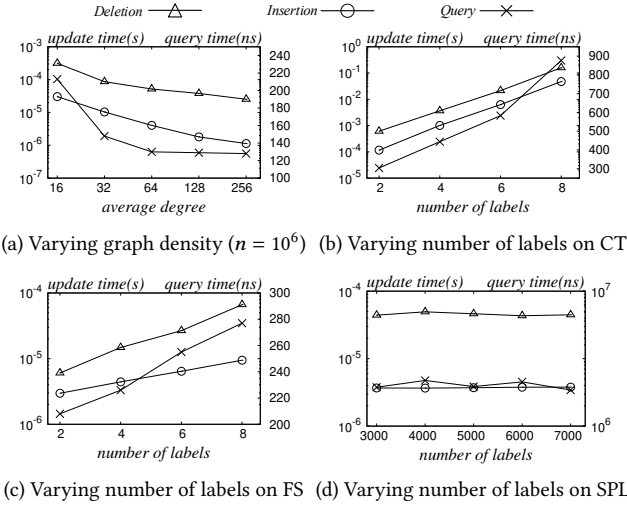 Deletion Insertion Query
update time(s) query time(ns)
10^-3 10^-4 10^-5 10^-6 10^-7
240 220 200 180 160 140 120 100
16 32 64 128 256
average degree
(a) Varying graph density (n = 10^6)
update time(s) query time(ns)
10^0 10^-1 10^-2 10^-3 10^-4 10^-5
900 800 700 600 500 400 300
2 4 6 8
number of labels
(b) Varying number of labels on CT
update time(s) query time(ns)
10^-4 10^-5 10^-6
300 280 260 240 220 200
2 4 6 8
number of labels
(c) Varying number of labels on FS
update time(s) query time(ns)
10^-4 10^-5 10^-6
10^7 10^6
3000 4000 5000 6000 7000
number of labels
(d) Varying number of labels on SPL